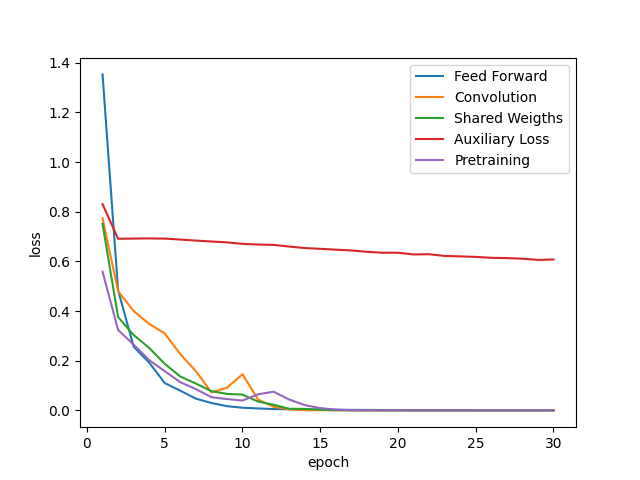 1.4
1.2
1.0
0.8
0.6
0.4
0.2
0.0
loss
0 5 10 15 20 25 30
epoch
Feed Forward
Convolution
Shared Weigths
Auxiliary Loss
Pretraining